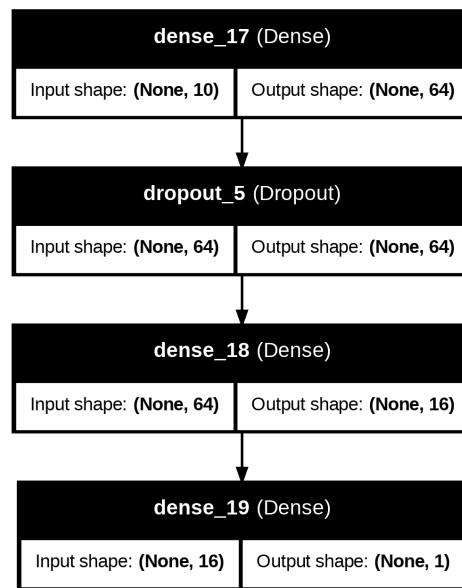 dense_17 (Dense)
Input shape: (None, 10) Output shape: (None, 64)
dropout_5 (Dropout)
Input shape: (None, 64) Output shape: (None, 64)
dense_18 (Dense)
Input shape: (None, 64) Output shape: (None, 16)
dense_19 (Dense)
Input shape: (None, 16) Output shape: (None, 1)